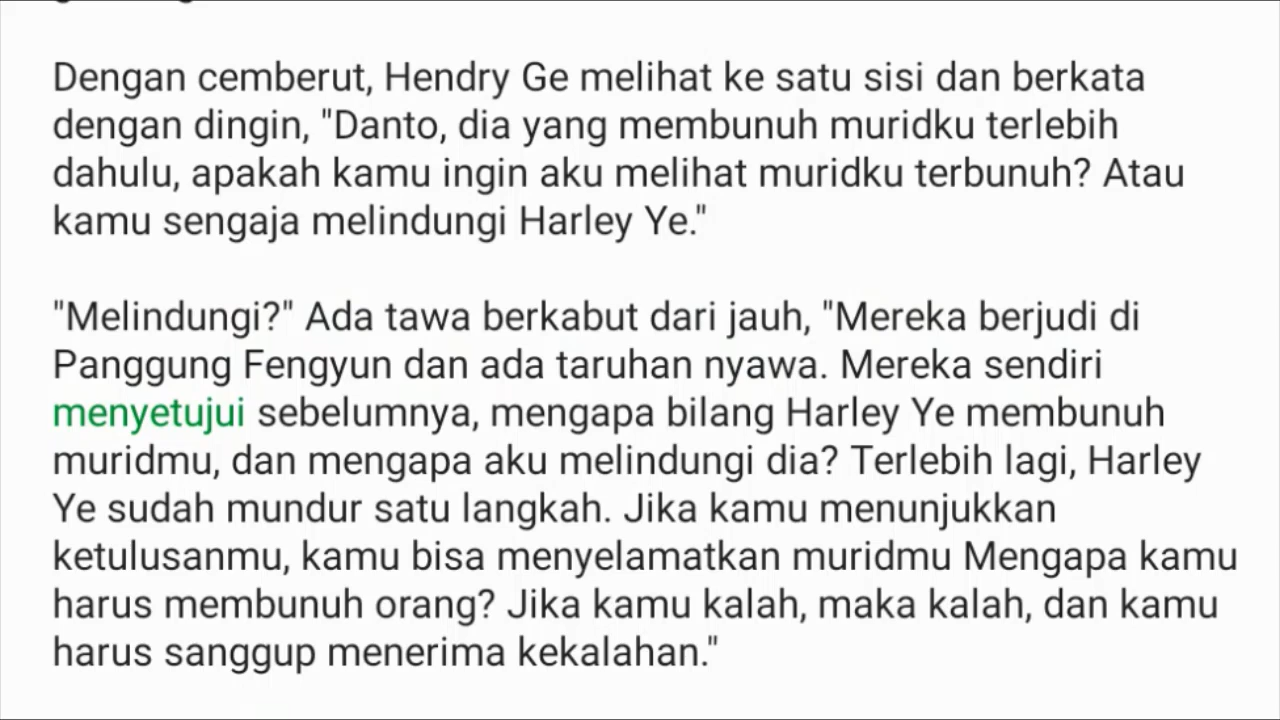 Dengan cemberut, Hendry Ge melihat ke satu sisi dan berkata
dengan dingin, "Danto, dia yang membunuh muridku terlebih
dahulu, apakah kamu ingin aku melihat muridku terbunuh? Atau
kamu sengaja melindungi Harley Ye."
"Melindungi?" Ada tawa berkabut dari jauh, "Mereka berjudi di
Panggung Fengyun dan ada taruhan nyawa. Mereka sendiri
menyetujui sebelumnya, mengapa bilang Harley Ye membunuh
muridmu, dan mengapa aku melindungi dia? Terlebih lagi, Harley
Ye sudah mundur satu langkah. Jika kamu menunjukkan
ketulusanmu, kamu bisa menyelamatkan muridmu Mengapa kamu
harus membunuh orang? Jika kamu kalah, maka kalah, dan kamu
harus sanggup menerima kekalahan."